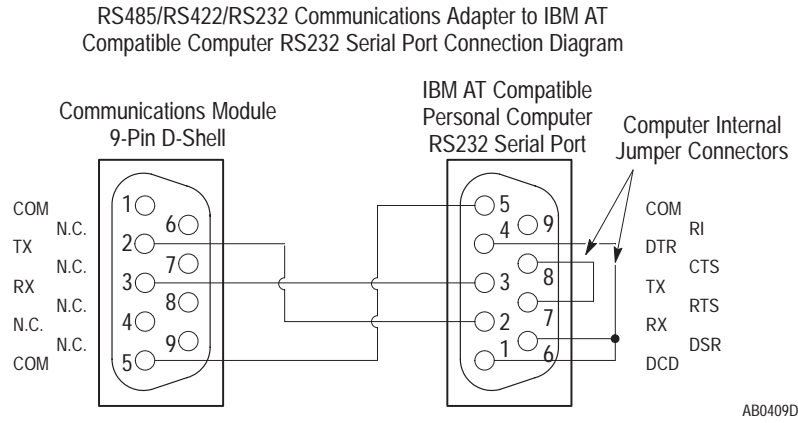 RS485/RS422/RS232 Communications Adapter to IBM AT
Compatible Computer RS232 Serial Port Connection Diagram
Communications Module
9-Pin D-Shell
IBM AT Compatible
Personal Computer
RS232 Serial Port
Computer Internal
Jumper Connectors
COM
N.C.
TX
N.C.
RX
N.C.
N.C.
N.C.
COM
1
6
2
7
3
8
4
9
5
5
9
4
8
3
7
2
6
1
COM
RI
DTR
CTS
TX
RTS
RX
DSR
DCD
AB0409D